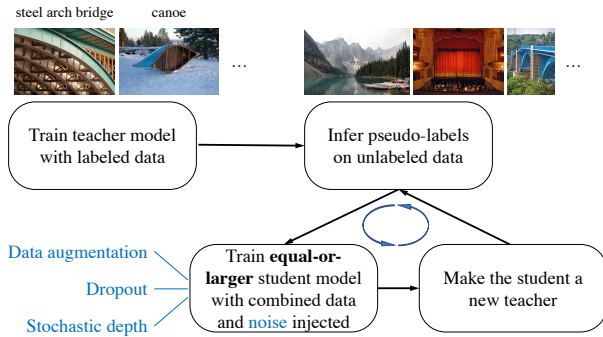 steel arch bridge
canoe
...
...
Train teacher model
with labeled data
Infer pseudo-labels
on unlabeled data
Data augmentation
Dropout
Stochastic depth
Train equal-or-
larger student model
with combined data
and noise injected
Make the student a
new teacher